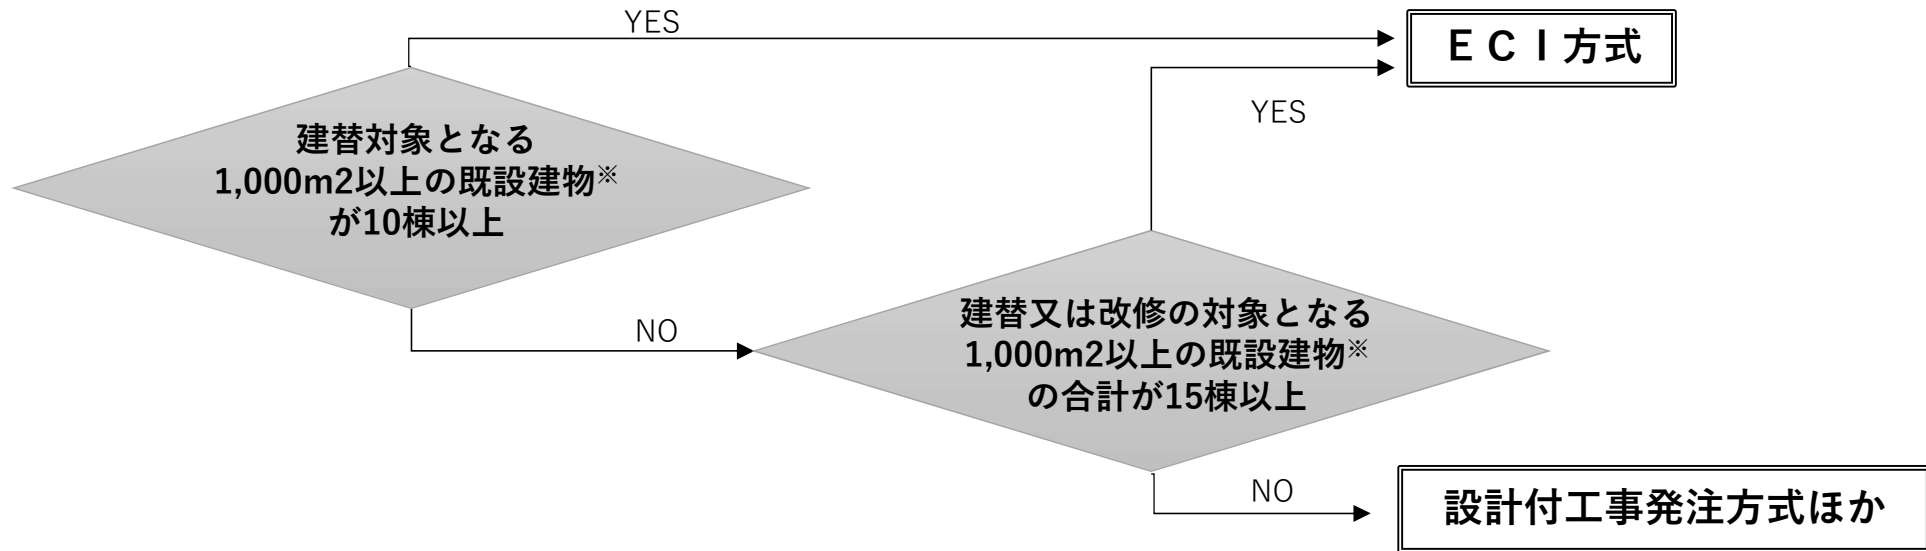 YES
ＥＣＩ方式
YES
建替対象となる
1,000m2以上の既設建物※
が10棟以上
NO
建替又は改修の対象となる
1,000m2以上の既設建物※
の合計が15棟以上
NO
設計付工事発注方式ほか